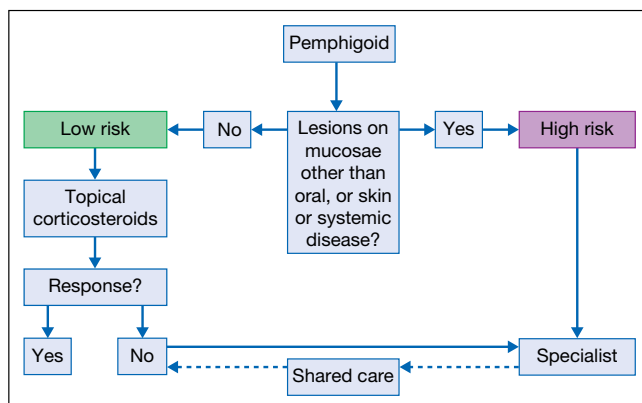 Pemphigoid
Low risk
No
Lesions on
mucosae
other than
oral, or skin
or systemic
disease?
Yes
High risk
Topical
corticosteroids
Response?
Yes
No
Shared care
Specialist